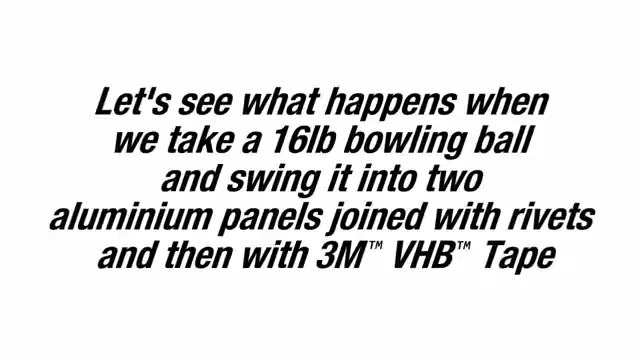 Let's see what happens when
we take a 16lb bowling ball
and swing it into two
aluminium panels joined with rivets
and then with 3M™ VHB™ Tape